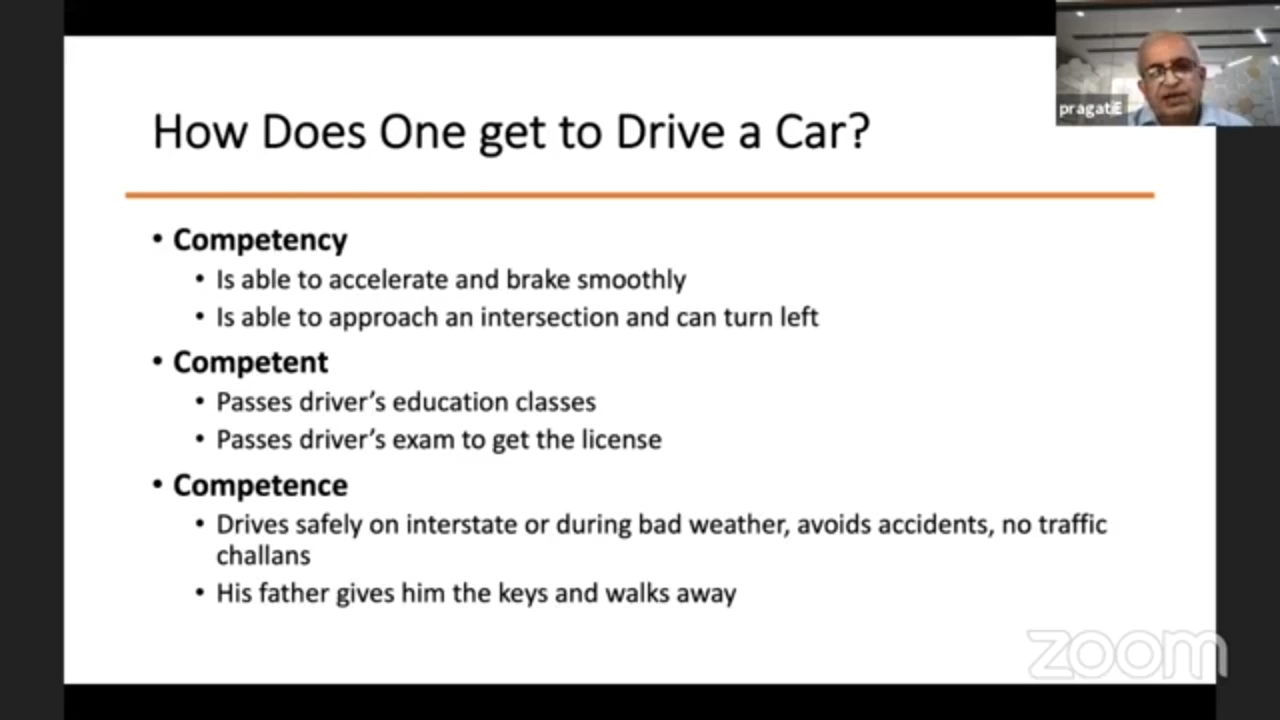 How Does One get to Drive a Car?
• Competency
• Is able to accelerate and brake smoothly
• Is able to approach an intersection and can turn left
• Competent
• Passes driver’s education classes
• Passes driver’s exam to get the license
• Competence
• Drives safely on interstate or during bad weather, avoids accidents, no traffic
challans
• His father gives him the keys and walks away
zoom